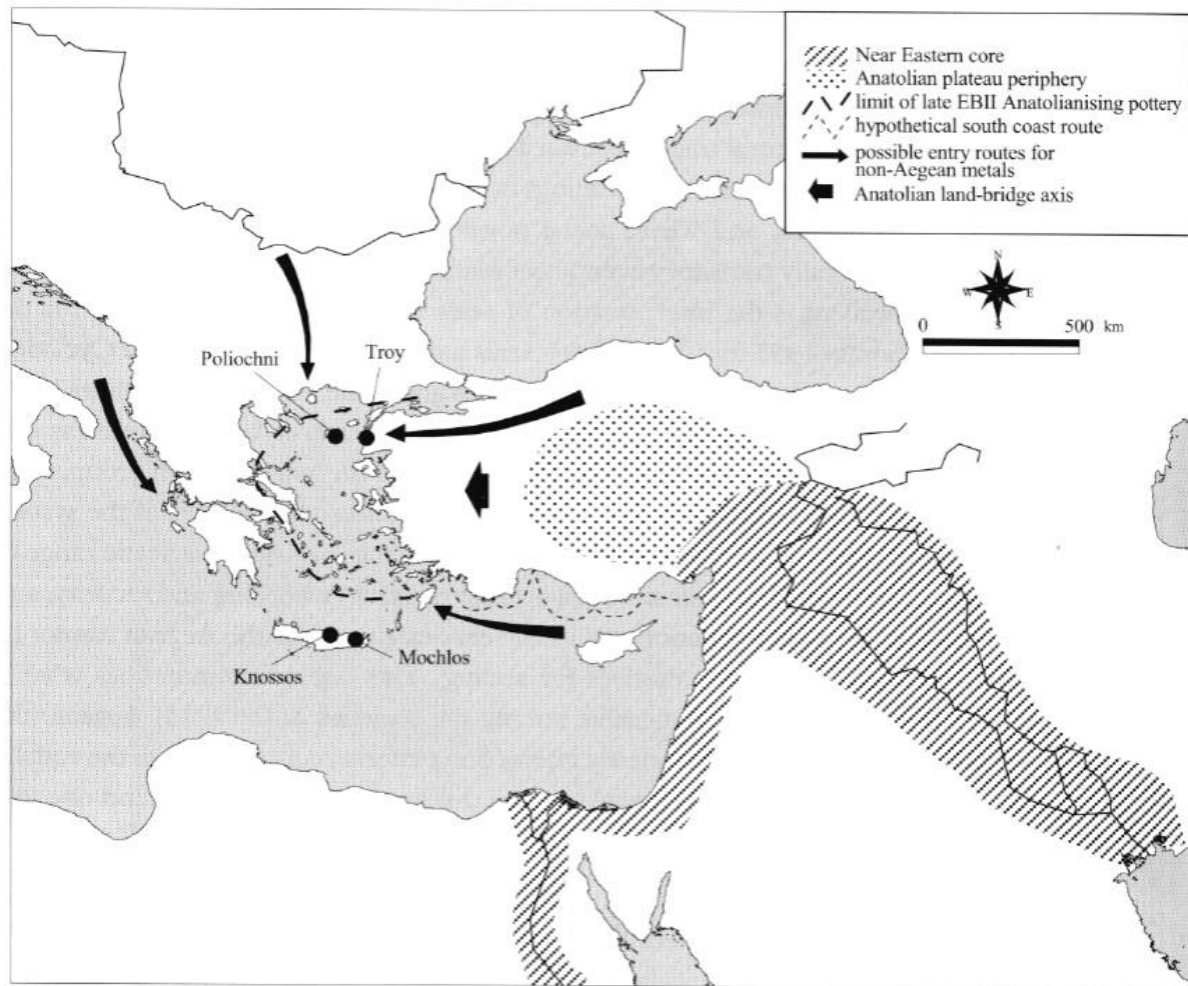 Near Eastern core
Anatolian plateau periphery
limit of late EBII Anatolianising pottery
hypothetical south coast route
possible entry routes for
non-Aegean metals
Anatolian land-bridge axis
N
W E
S
0 500 km
Poliochni
Troy
Knossos
Mochlos